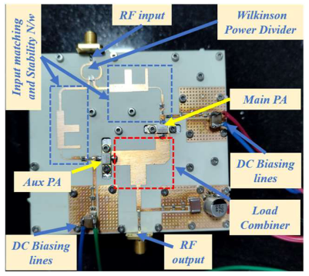 RF input
Wilkinson
Power Divider
Input matching
and Stability N/w
Main PA
Aux PA
DC Biasing
lines
Load
Combiner
DC Biasing
lines
RF
output